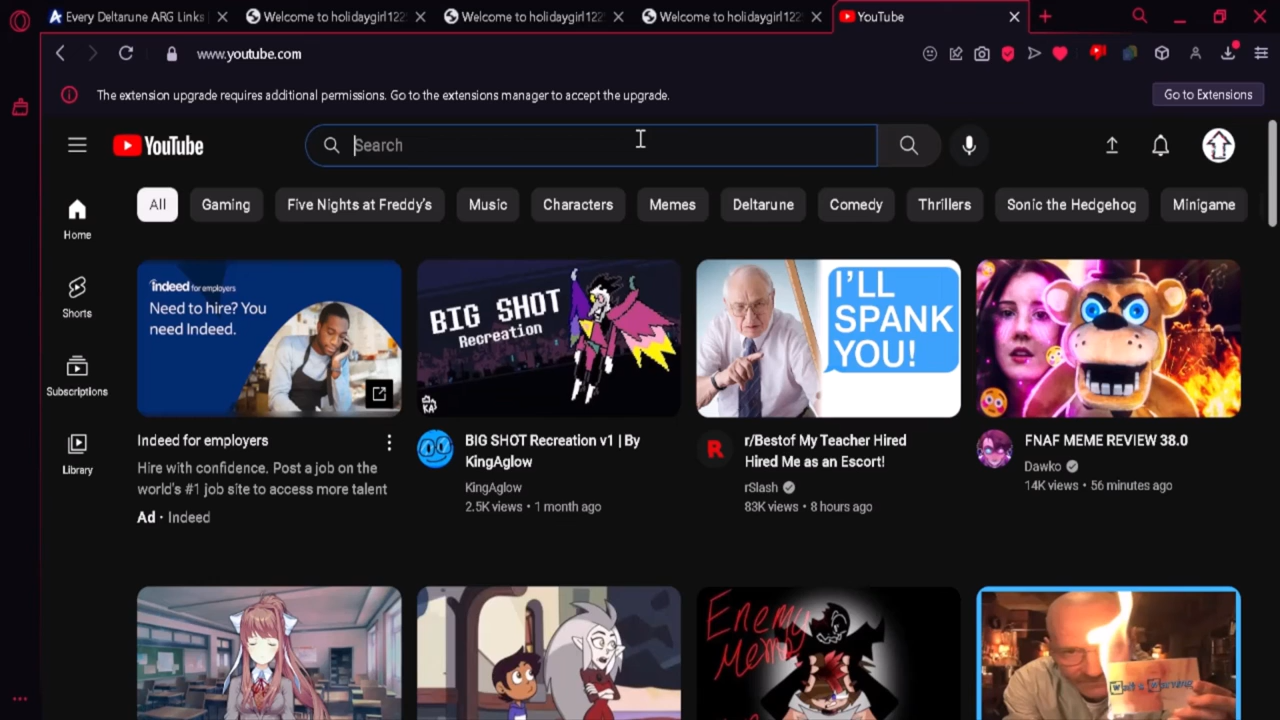 Every Deltarune ARG Links
Welcome to holidaygirl122
Welcome to holidaygirl122
Welcome to holidaygirl122
YouTube
www.youtube.com
The extension upgrade requires additional permissions. Go to the extensions manager to accept the upgrade.
Go to Extensions
YouTube
Search
All
Gaming
Five Nights at Freddy's
Music
Characters
Memes
Deltarune
Comedy
Thrillers
Sonic the Hedgehog
Minigame
Home
Shorts
Subscriptions
Library
indeed for employers
Need to hire? You
need Indeed.
Indeed for employers
Hire with confidence. Post a job on the
world's #1 job site to access more talent
Ad · Indeed
BIG SHOT
Recreation
KA
BIG SHOT Recreation v1 | By
KingAglow
KingAglow
2.5K views • 1 month ago
I'LL
SPANK
YOU!
R
r/Bestof My Teacher Hired
Hired Me as an Escort!
rSlash
83K views • 8 hours ago
FNAF MEME REVIEW 38.0
Dawko
14K views • 56 minutes ago
Enemy
Meme